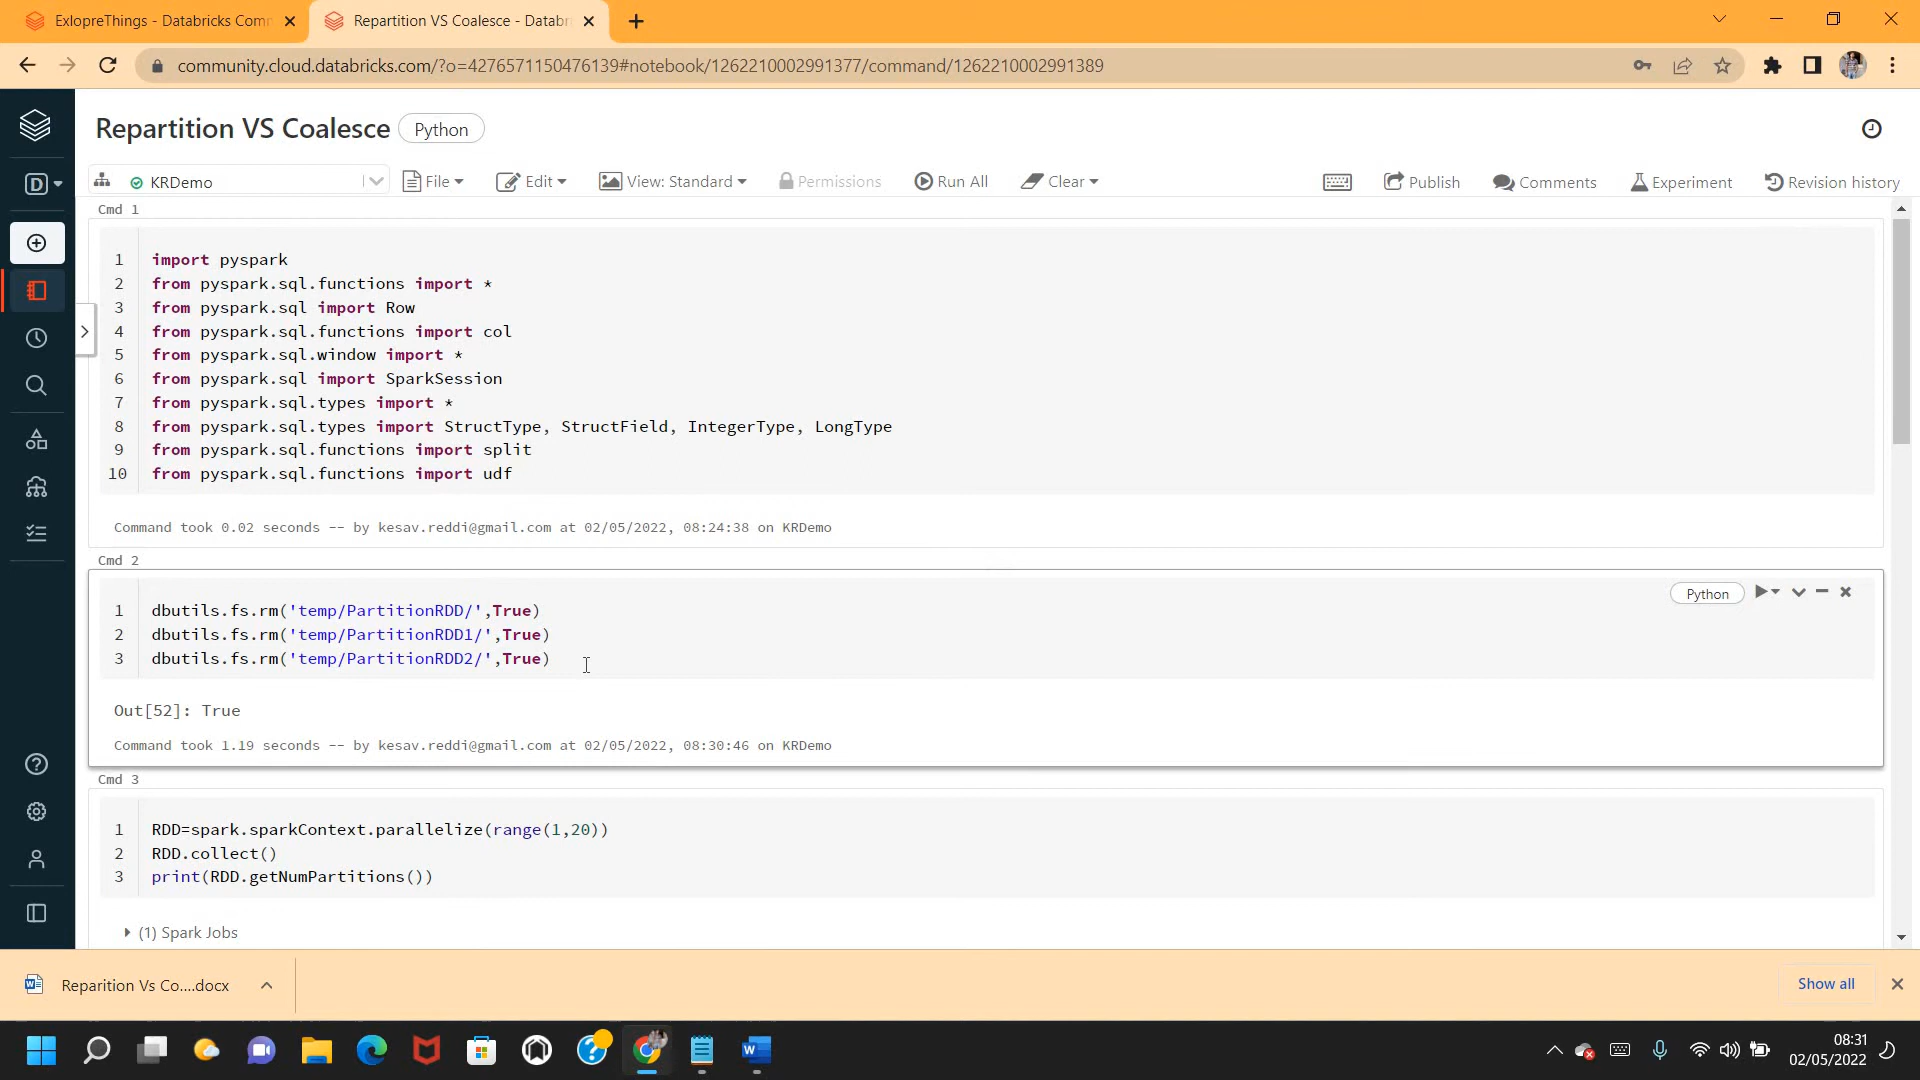 ExlopreThings - Databricks Comm
Repartition VS Coalesce - Databr
community.cloud.databricks.com/?o=4276571150476139#notebook/1262210002991377/command/1262210002991389
Repartition VS Coalesce
Python
D
KRDemo
File
Edit
View: Standard
Permissions
Run All
Clear
Publish
Comments
Experiment
Revision history
Cmd 1
1 import pyspark
2 from pyspark.sql.functions import *
3 from pyspark.sql import Row
4 from pyspark.sql.functions import col
5 from pyspark.sql.window import *
6 from pyspark.sql import SparkSession
7 from pyspark.sql.types import *
8 from pyspark.sql.types import StructType, StructField, IntegerType, LongType
9 from pyspark.sql.functions import split
10 from pyspark.sql.functions import udf
Command took 0.02 seconds -- by kesav.reddi@gmail.com at 02/05/2022, 08:24:38 on KRDemo
Cmd 2
Python
1 dbutils.fs.rm('temp/PartitionRDD/',True)
2 dbutils.fs.rm('temp/PartitionRDD1/',True)
3 dbutils.fs.rm('temp/PartitionRDD2/',True)
Out[52]: True
Command took 1.19 seconds -- by kesav.reddi@gmail.com at 02/05/2022, 08:30:46 on KRDemo
Cmd 3
1 RDD=spark.sparkContext.parallelize(range(1,20))
2 RDD.collect()
3 print(RDD.getNumPartitions())
(1) Spark Jobs
Reparition Vs Co....docx
Show all
08:31
02/05/2022